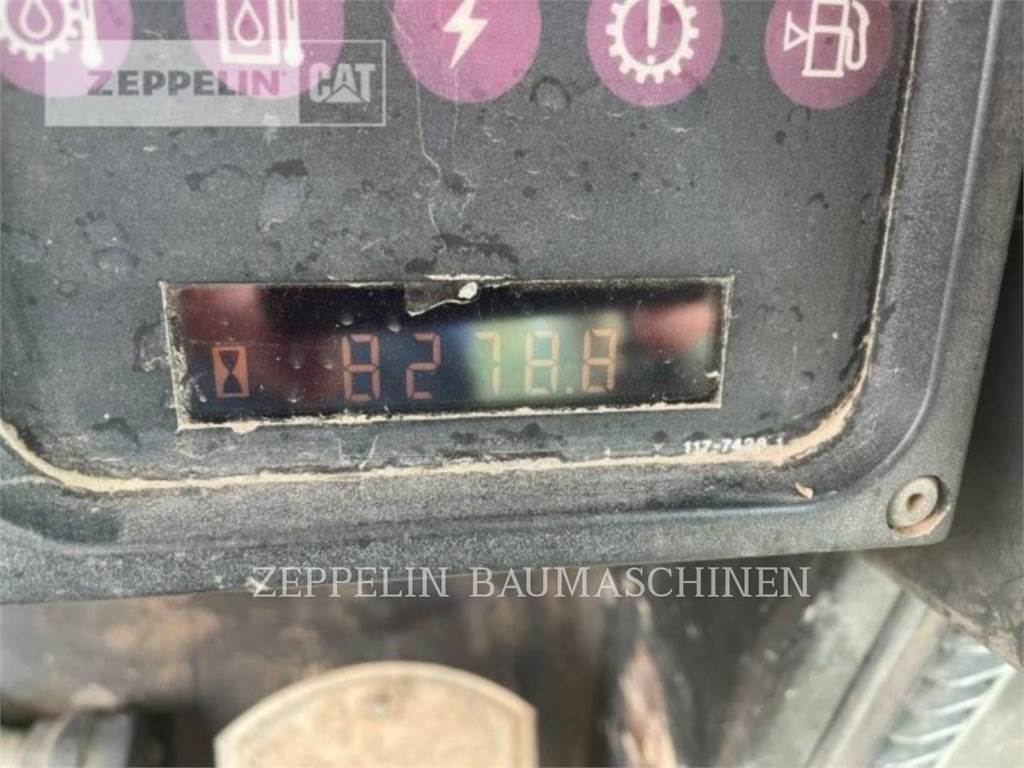 ZEPPELIN CAT
8278.8
117-7428
ZEPPELIN BAUMASCHINEN